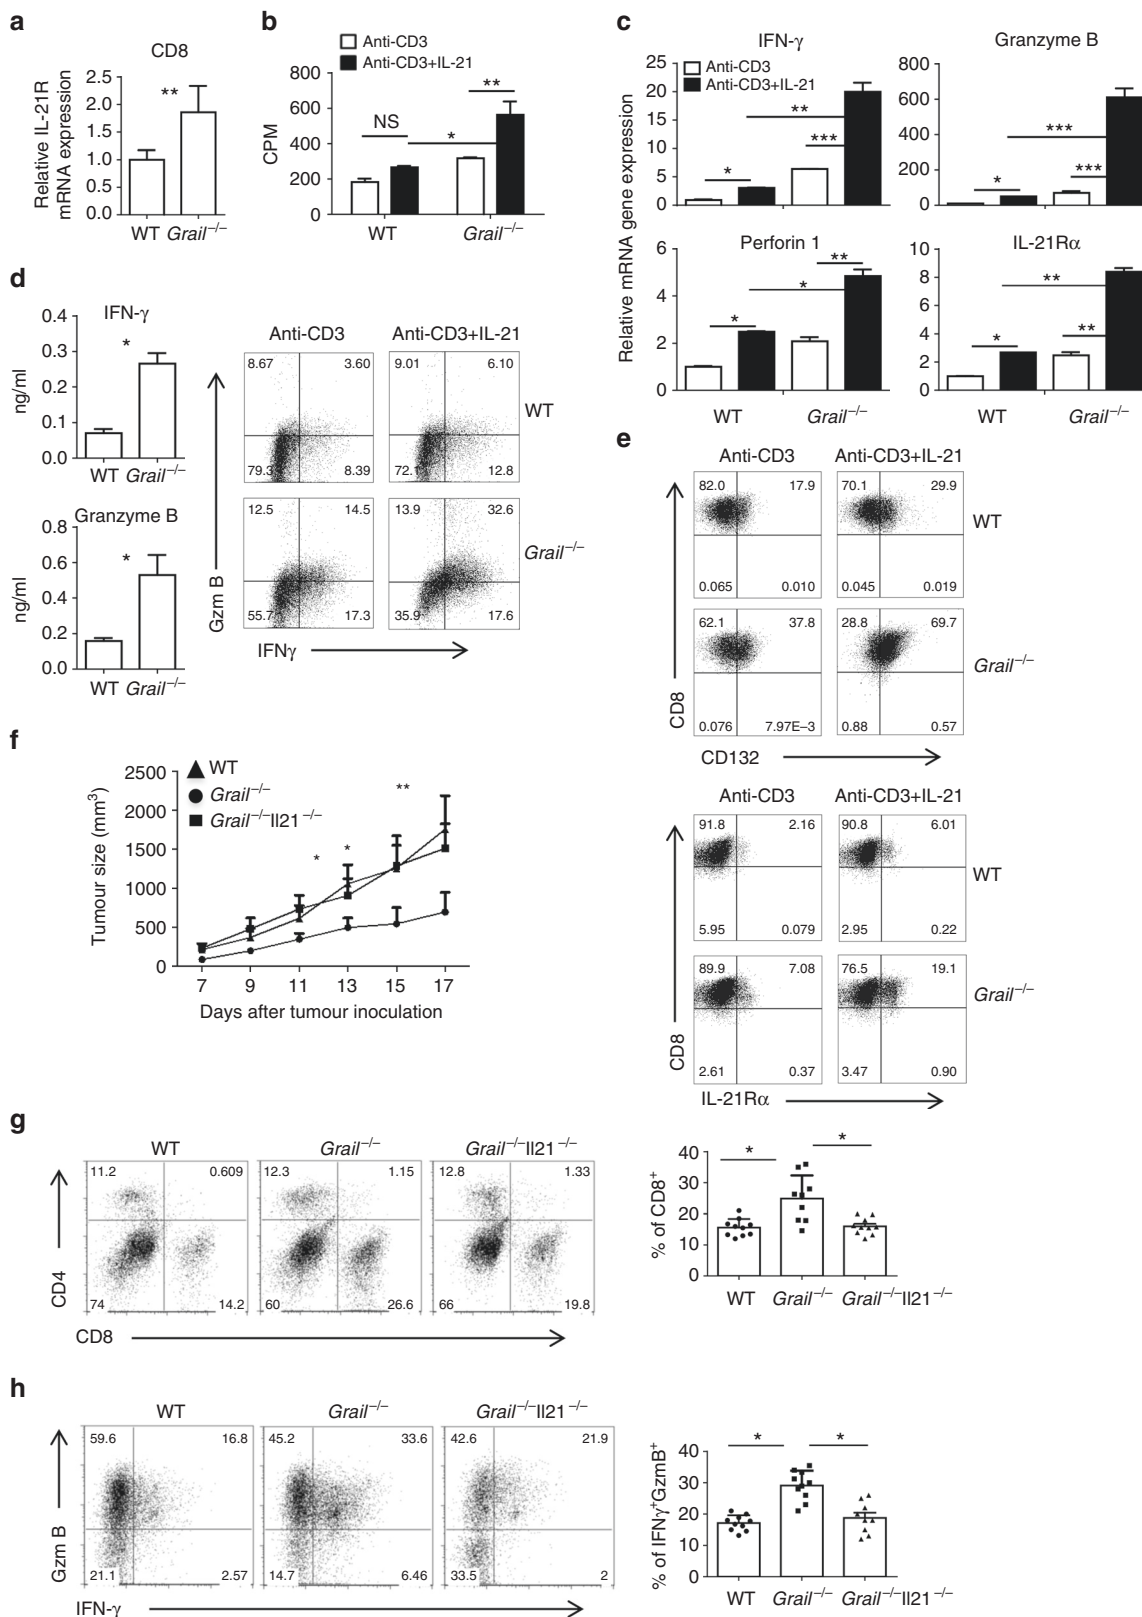 a
CD8
Relative IL-21R
mRNA expression
2.5
2.0
1.5
1.0
0.5
0.0
**
WT Grail–/–
b
Anti-CD3
Anti-CD3+IL-21
CPM
800
600
400
200
0
NS
*
**
WT Grail–/–
c
Relative mRNA gene expression
IFN-γ
Anti-CD3
Anti-CD3+IL-21
25
20
15
10
5
0
*
**
***
Granzyme B
800
600
400
200
0
*
***
***
Perforin 1
6
4
2
0
*
*
**
WT Grail–/–
IL-21Rα
10
8
6
4
2
0
*
**
**
WT Grail–/–
d
IFN-γ
ng/ml
0.4
0.3
0.2
0.1
0.0
*
WT Grail–/–
Granzyme B
ng/ml
0.8
0.6
0.4
0.2
0.0
*
WT Grail–/–
Anti-CD3 Anti-CD3+IL-21
8.67 3.60 9.01 6.10
WT
79.3 8.39 72.1 12.8
12.5 14.5 13.9 32.6
Grail–/–
55.7 17.3 35.9 17.6
Gzm B
IFNγ
e
Anti-CD3 Anti-CD3+IL-21
82.0 17.9 70.1 29.9
WT
0.065 0.010 0.045 0.019
62.1 37.8 28.8 69.7
Grail–/–
0.076 7.97E–3 0.88 0.57
CD8
CD132
Anti-CD3 Anti-CD3+IL-21
91.8 2.16 90.8 6.01
WT
5.95 0.079 2.95 0.22
89.9 7.08 76.5 19.1
Grail–/–
2.61 0.37 3.47 0.90
CD8
IL-21Rα
f
WT
Grail–/–
Grail–/–Il21–/–
Tumour size (mm3)
2500
2000
1500
1000
500
0
*
*
**
7 9 11 13 15 17
Days after tumour inoculation
g
WT Grail–/– Grail–/–Il21–/–
11.2 0.609 12.3 1.15 12.8 1.33
74 14.2 60 26.6 66 19.8
CD4
CD8
% of CD8+
40
30
20
10
0
*
*
WT Grail–/– Grail–/–Il21–/–
h
WT Grail–/– Grail–/–Il21–/–
59.6 16.8 45.2 33.6 42.6 21.9
21.1 2.57 14.7 6.46 33.5 2
Gzm B
IFN-γ
% of IFNγ+GzmB+
40
30
20
10
0
*
*
WT Grail–/– Grail–/–Il21–/–